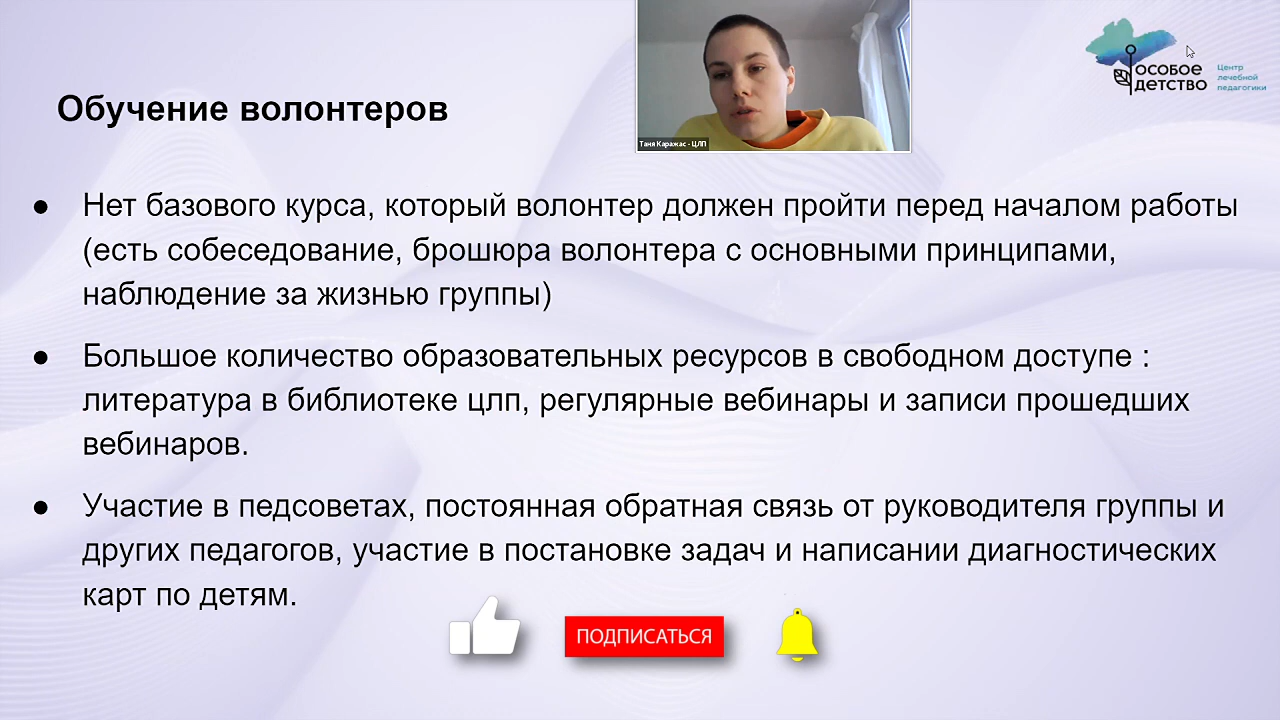 Таня Каражас - ЦЛП
особое
детство
Центр
лечебной
педагогики
Обучение волонтеров
● Нет базового курса, который волонтер должен пройти перед началом работы
(есть собеседование, брошюра волонтера с основными принципами,
наблюдение за жизнью группы)
● Большое количество образовательных ресурсов в свободном доступе :
литература в библиотеке цлп, регулярные вебинары и записи прошедших
вебинаров.
● Участие в педсоветах, постоянная обратная связь от руководителя группы и
других педагогов, участие в постановке задач и написании диагностических
карт по детям.
ПОДПИСАТЬСЯ